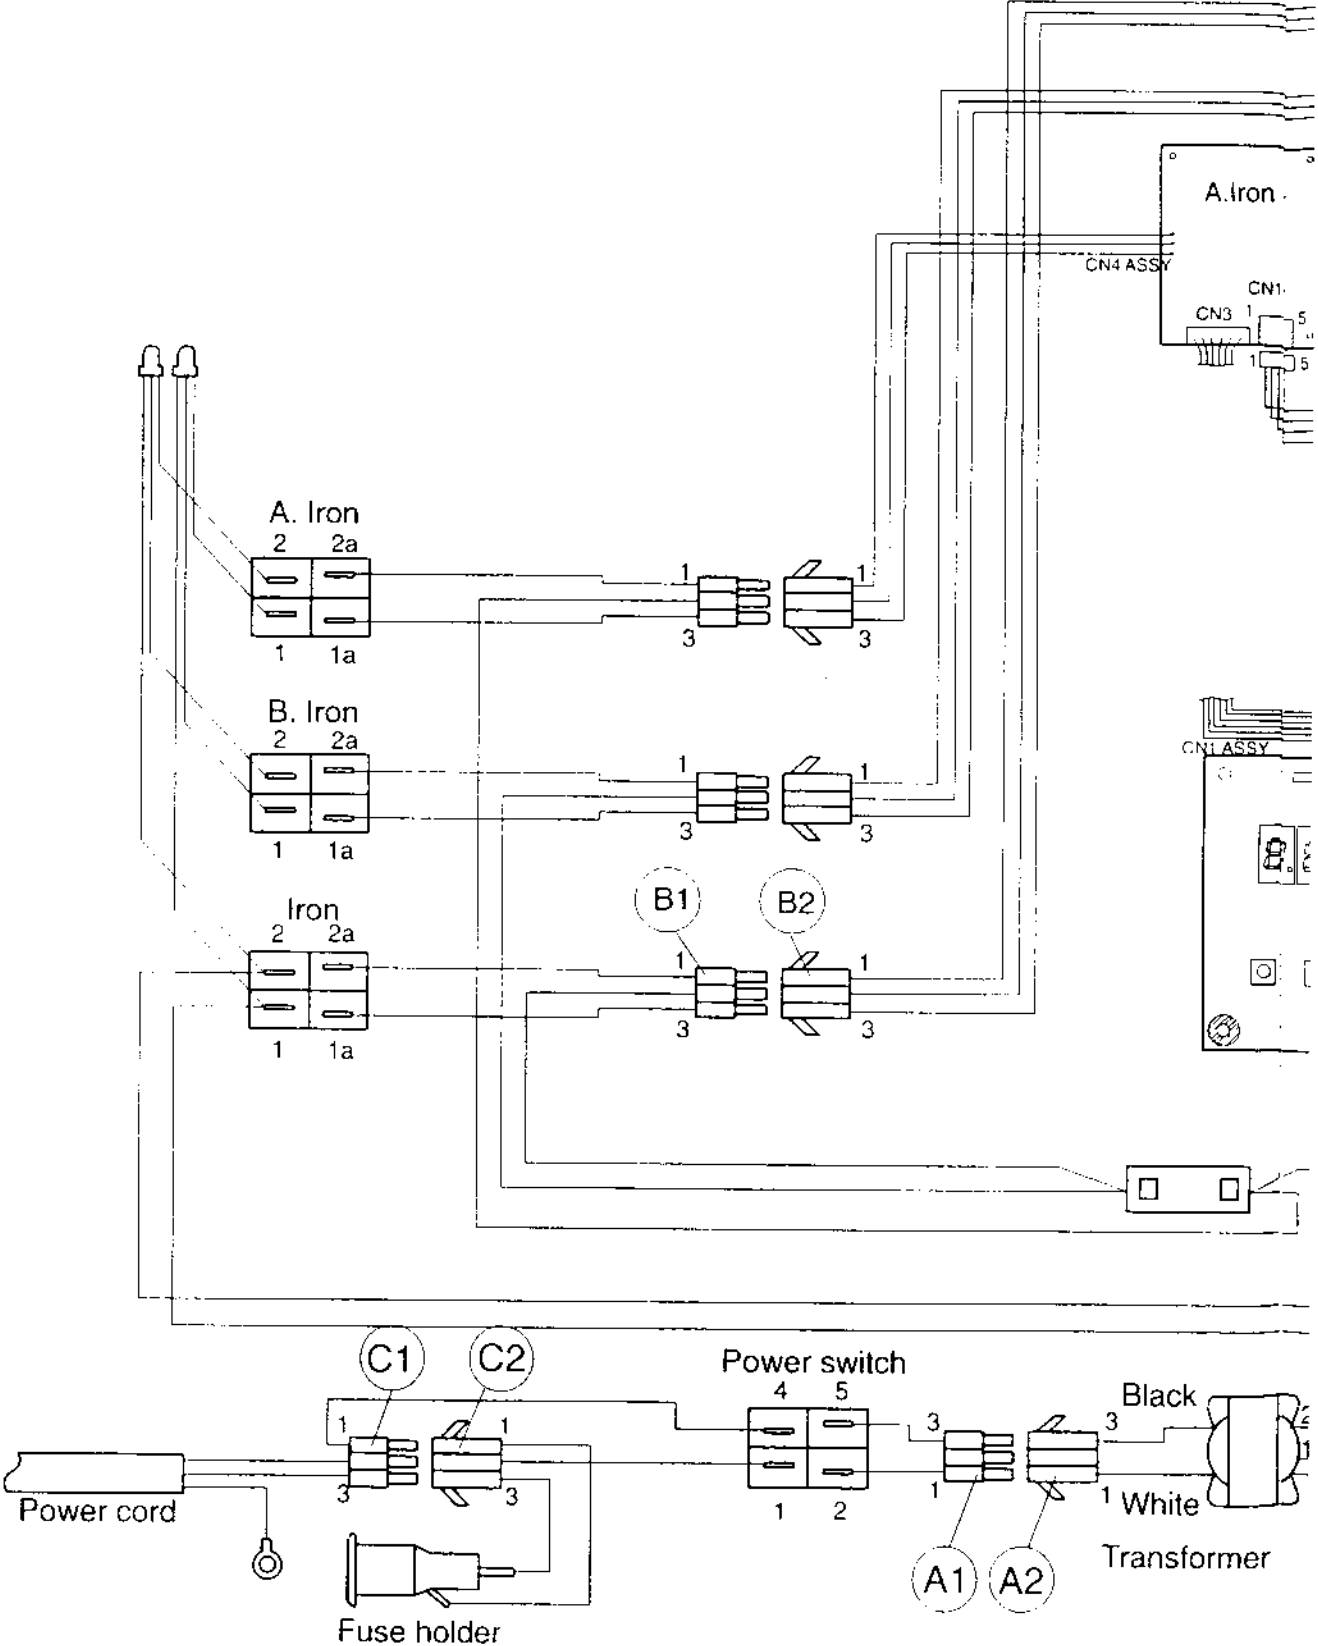 A.Iron
CN4 ASSY
CN1
CN3
1
5
1
5
A. Iron
2 2a
1
3
1
3
1 1a
B. Iron
2 2a
1
3
1
3
1 1a
CN1 ASSY
B1
B2
Iron
2 2a
1
3
1
3
1 1a
C1
C2
Power switch
4 5
1 2
Black
1
3
1
3
3
1
3
1
White
Power cord
Transformer
A1
A2
Fuse holder